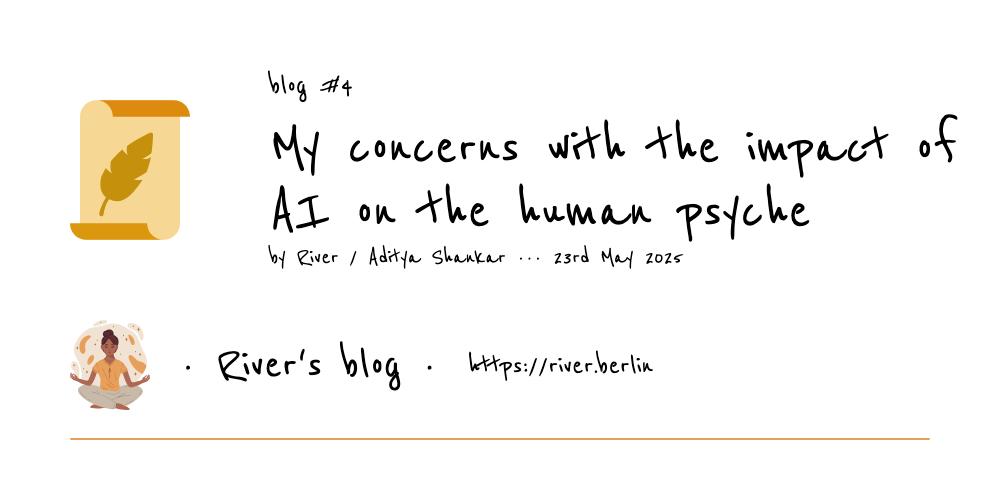 blog #4
My concerns with the impact of
AI on the human psyche
by River / Aditya Shankar ... 23rd May 2025
· River's blog · https://river.berlin